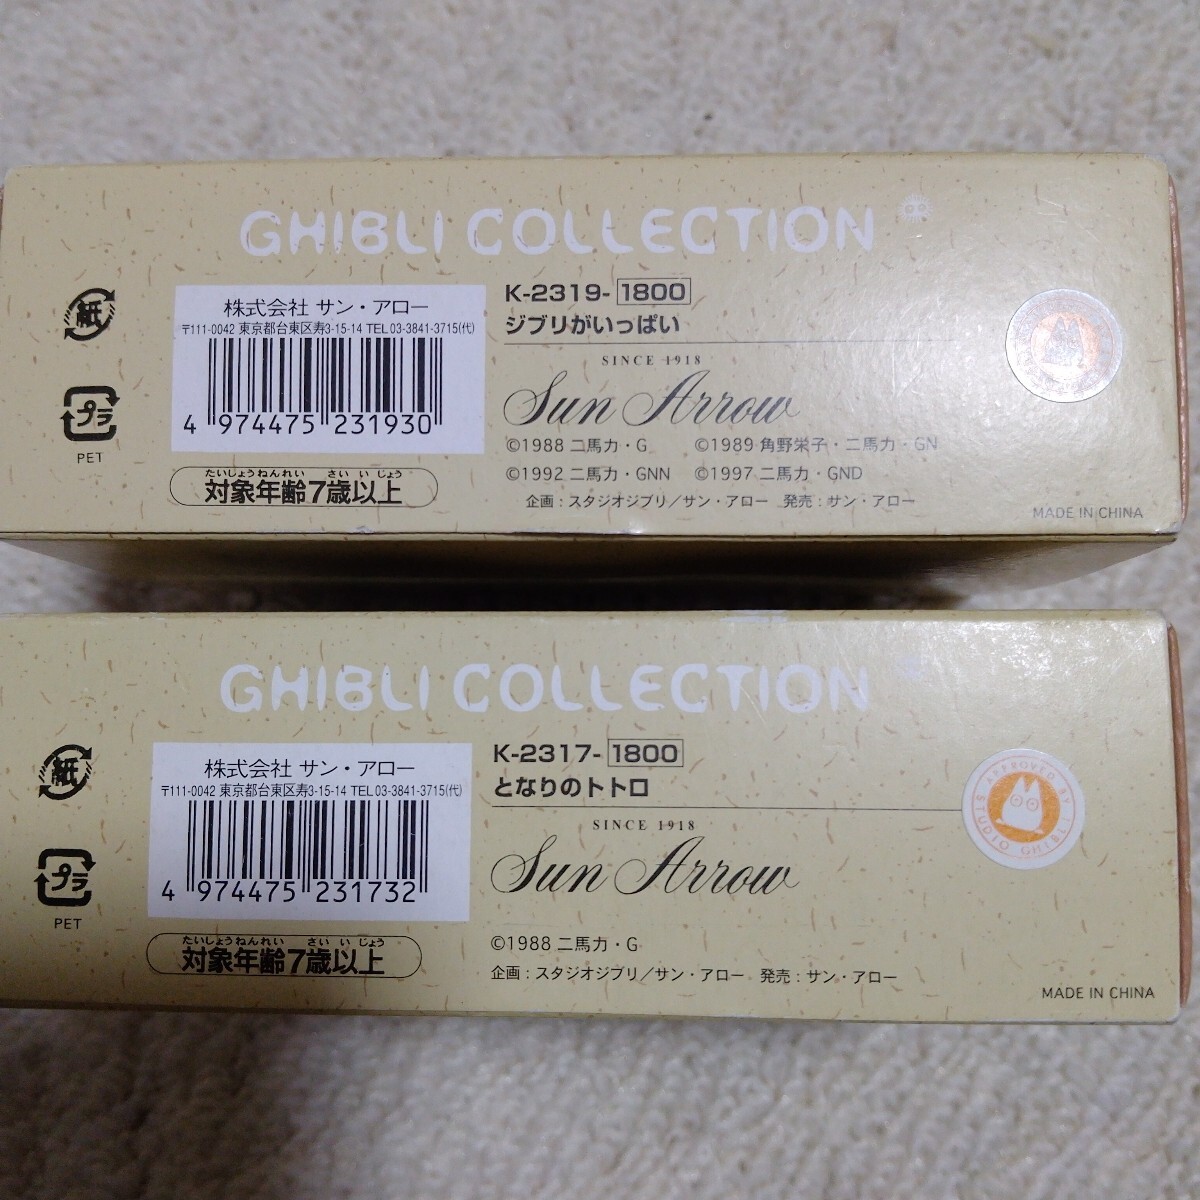 GHIBLI COLLECTION
紙
プラ
PET
株式会社 サン・アロー
〒111-0042 東京都台東区寿3-15-14 TEL03-3841-3715(代)
4 974475 231930
たいしょうねんれい さい いじょう
対象年齢7歳以上
K-2319-1800
ジブリがいっぱい
SINCE 1918
Sun Arrow
©1988 二馬力・G ©1989 角野栄子・二馬力・GN
©1992 二馬力・GNN ©1997 二馬力・GND
企画：スタジオジブリ／サン・アロー 発売：サン・アロー
MADE IN CHINA
GHIBLI COLLECTION
紙
プラ
PET
株式会社 サン・アロー
〒111-0042 東京都台東区寿3-15-14 TEL03-3841-3715(代)
4 974475 231732
たいしょうねんれい さい いじょう
対象年齢7歳以上
K-2317-1800
となりのトトロ
SINCE 1918
Sun Arrow
©1988 二馬力・G
企画：スタジオジブリ／サン・アロー 発売：サン・アロー
IS APPROVED BY
STUDIO GHIBLI
MADE IN CHINA